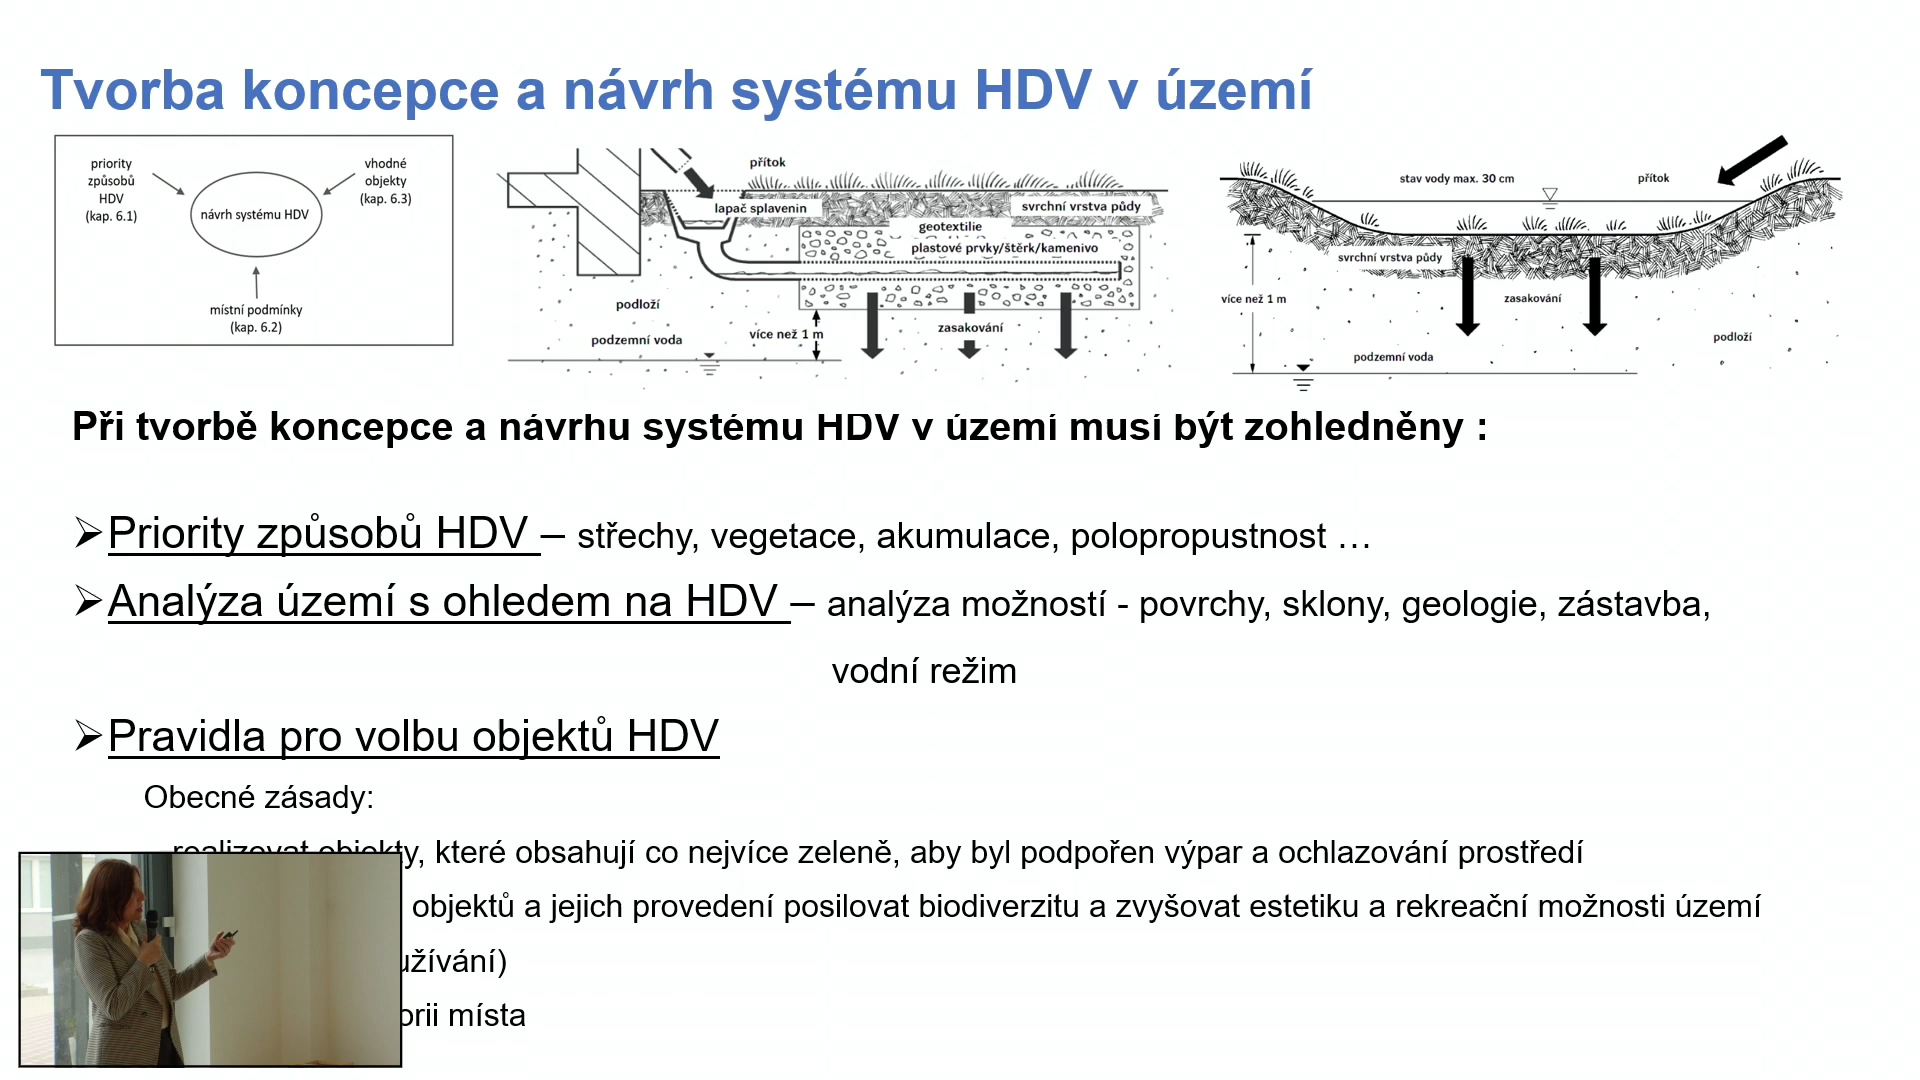 Tvorba koncepce a návrh systému HDV v území
priority
způsobů
HDV
(kap. 6.1)
vhodné
objekty
(kap. 6.3)
návrh systému HDV
místní podmínky
(kap. 6.2)
přítok
lapač splavenin
svrchní vrstva půdy
geotextilie
plastové prvky/štěrk/kamenivo
podloží
podzemní voda
více než 1 m
zasakování
stav vody max. 30 cm
přítok
svrchní vrstva půdy
více než 1 m
zasakování
podloží
podzemní voda
Při tvorbě koncepce a návrhu systému HDV v území musí být zohledněny :
➢Priority způsobů HDV – střechy, vegetace, akumulace, polopropustnost …
➢Analýza území s ohledem na HDV – analýza možností - povrchy, sklony, geologie, zástavba,
vodní režim
➢Pravidla pro volbu objektů HDV
Obecné zásady:
realizovat objekty, které obsahují co nejvíce zeleně, aby byl podpořen výpar a ochlazování prostředí
objektů a jejich provedení posilovat biodiverzitu a zvyšovat estetiku a rekreační možnosti území
užívání)
orii místa